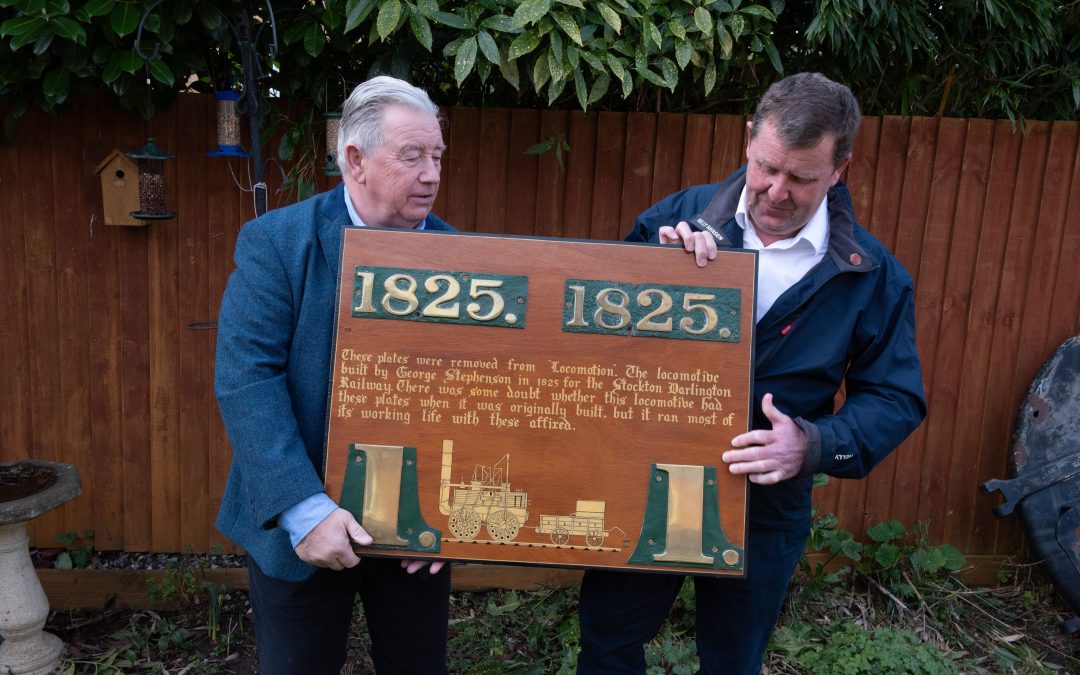 HELLY HANSEN
1825. 1825.
These plates were removed from "Locomotion". The locomotive
built by George Stephenson in 1825 for the Stockton Darlington
Railway. There was some doubt whether this locomotive had
these plates when it was originally built, but it ran most of
its working life with these affixed.
1 1